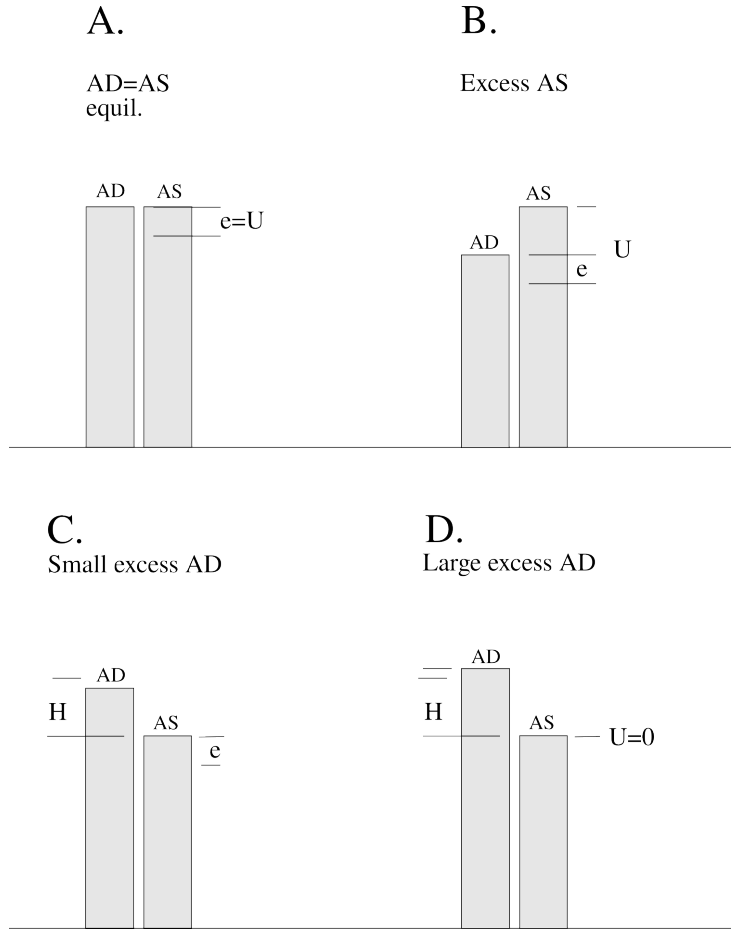 A.
AD=AS
equil.
AD
AS
e=U
B.
Excess AS
AS
AD
U
e
C.
Small excess AD
AD
H
AS
e
D.
Large excess AD
AD
H
AS
U=0